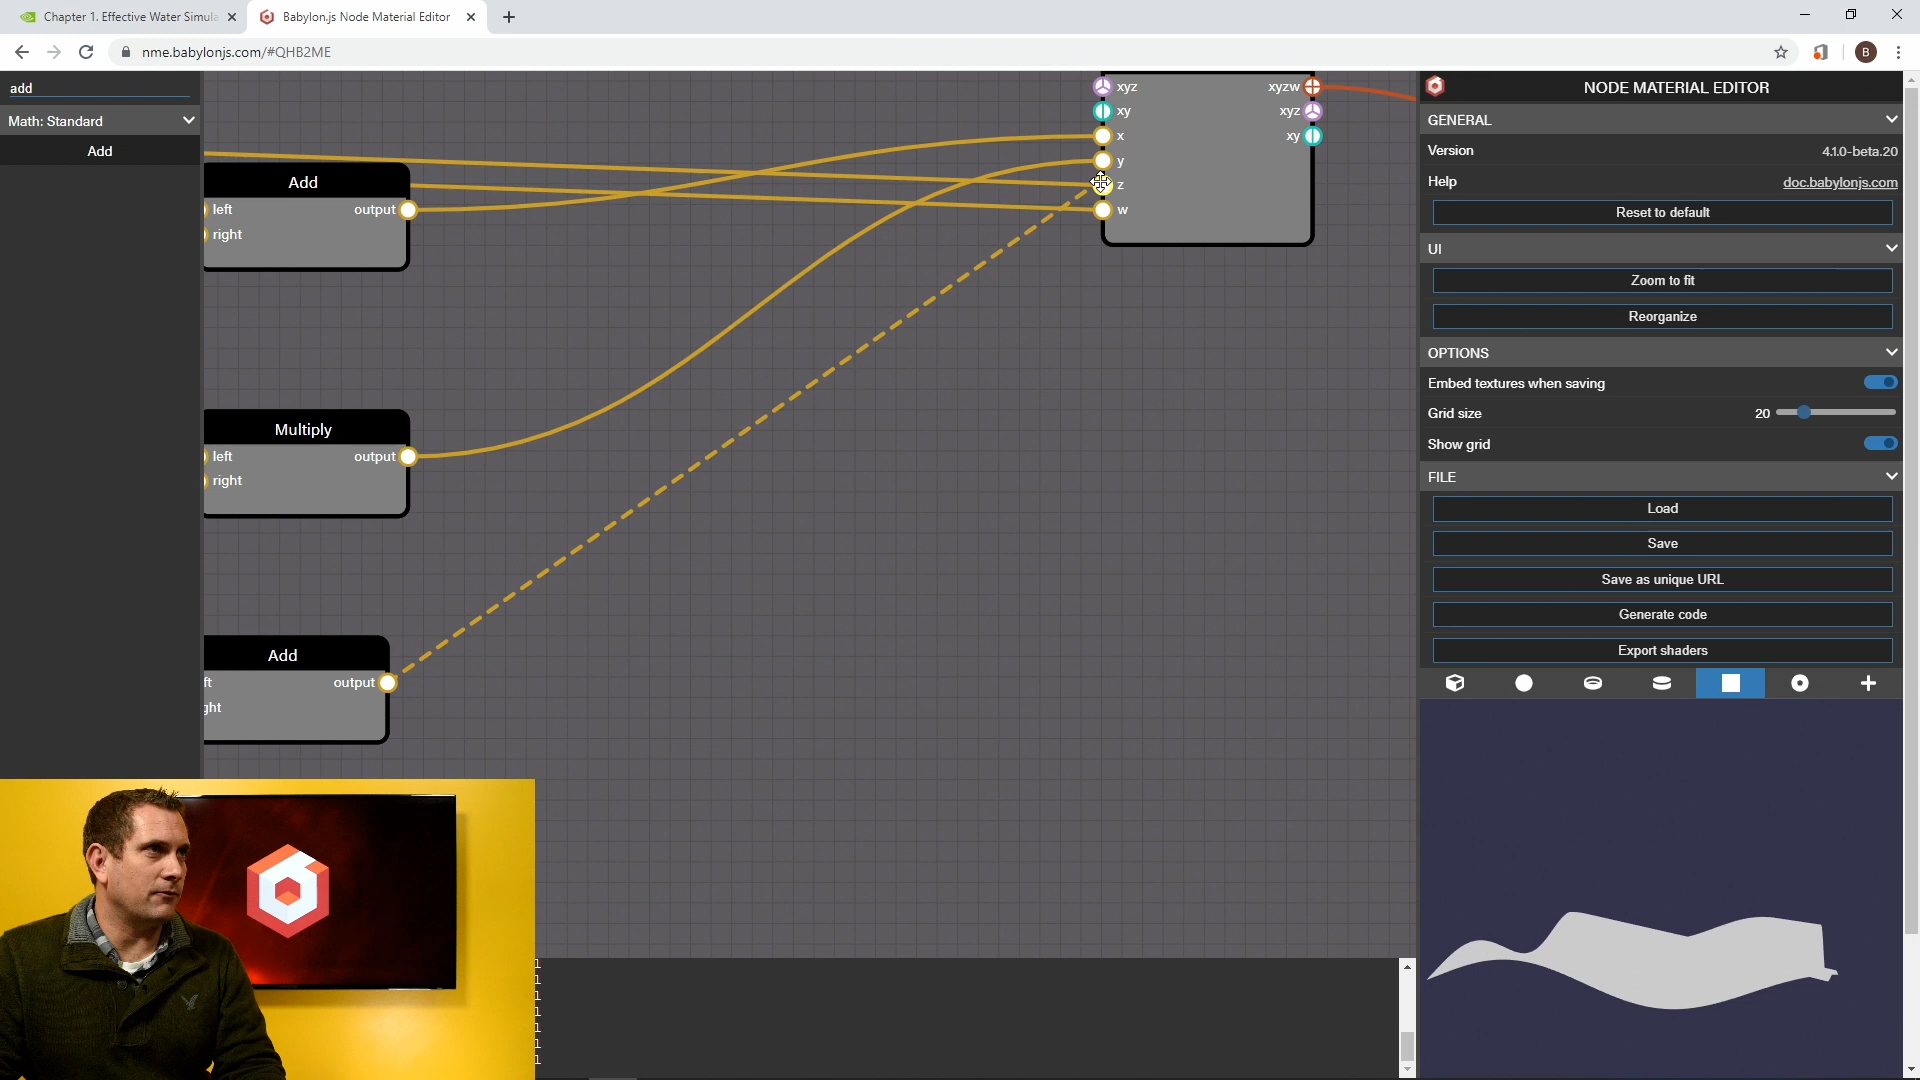 Chapter 1. Effective Water Simula
Babylon.js Node Material Editor
nme.babylonjs.com/#QHB2ME
B
add
Math: Standard
Add
Add
left output
right
Multiply
left output
right
Add
ft output
ght
xyz xyzw
xy xyz
x xy
y
z
w
NODE MATERIAL EDITOR
GENERAL
Version 4.1.0-beta.20
Help doc.babylonjs.com
Reset to default
UI
Zoom to fit
Reorganize
OPTIONS
Embed textures when saving
Grid size 20
Show grid
FILE
Load
Save
Save as unique URL
Generate code
Export shaders